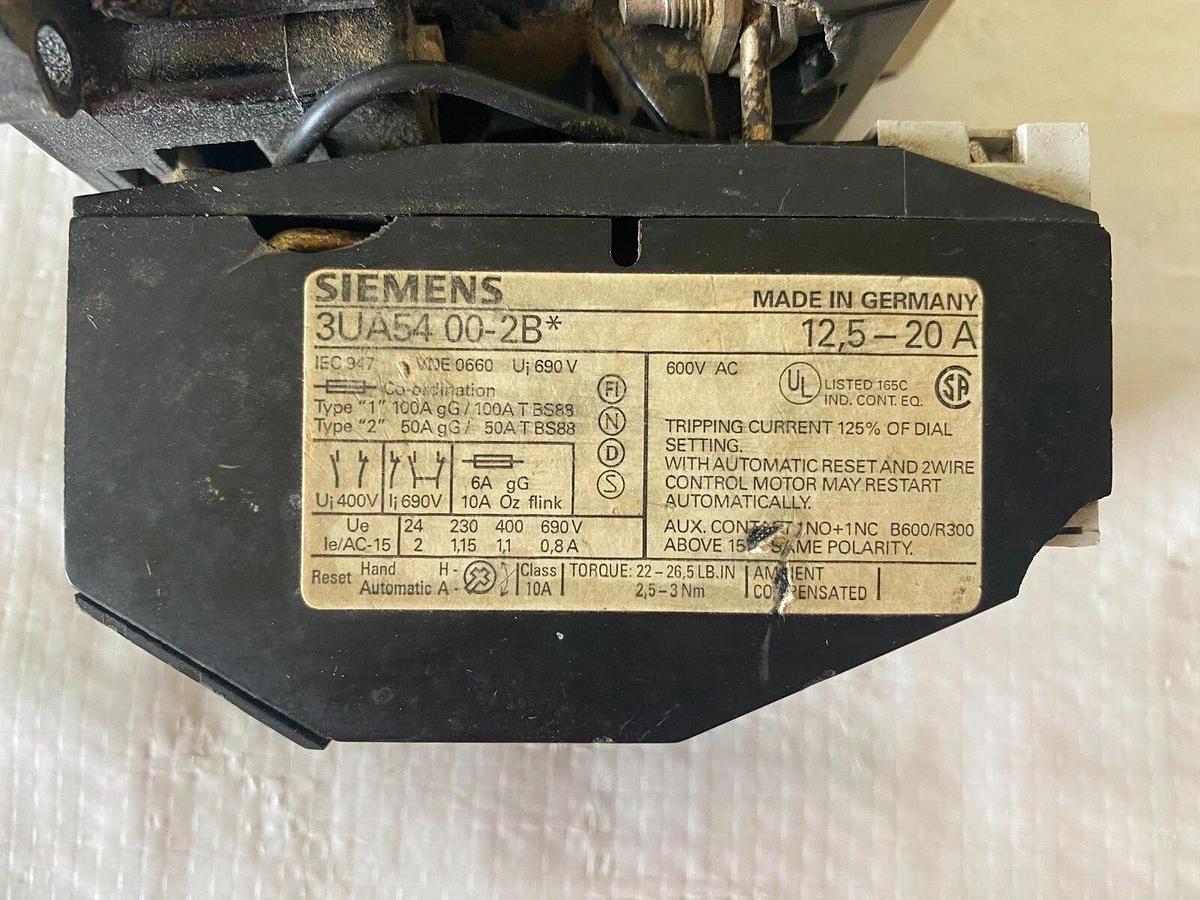 SIEMENS
MADE IN GERMANY
3UA54 00-2B*
12,5 – 20 A
IEC 947 VDE 0660 Ui 690 V
Co-ordination
Type "1" 100A gG / 100A T BS88
Type "2" 50A gG / 50A T BS88
FI
N
D
S
Ui 400V
Ii 690V
6A gG
10A Oz flink
Ue 24 230 400 690 V
Ie/AC-15 2 1,15 1,1 0,8 A
600V AC
UL
LISTED 165C
IND. CONT. EQ.
SA
TRIPPING CURRENT 125% OF DIAL
SETTING.
WITH AUTOMATIC RESET AND 2WIRE
CONTROL MOTOR MAY RESTART
AUTOMATICALLY.
AUX. CONTACT NO+1NC B600/R300
ABOVE SAME POLARITY.
Reset Hand H -
Automatic A -
Class
10A
TORQUE: 22 – 26,5 LB.IN
2,5 – 3 Nm
AMBIENT
COMPENSATED